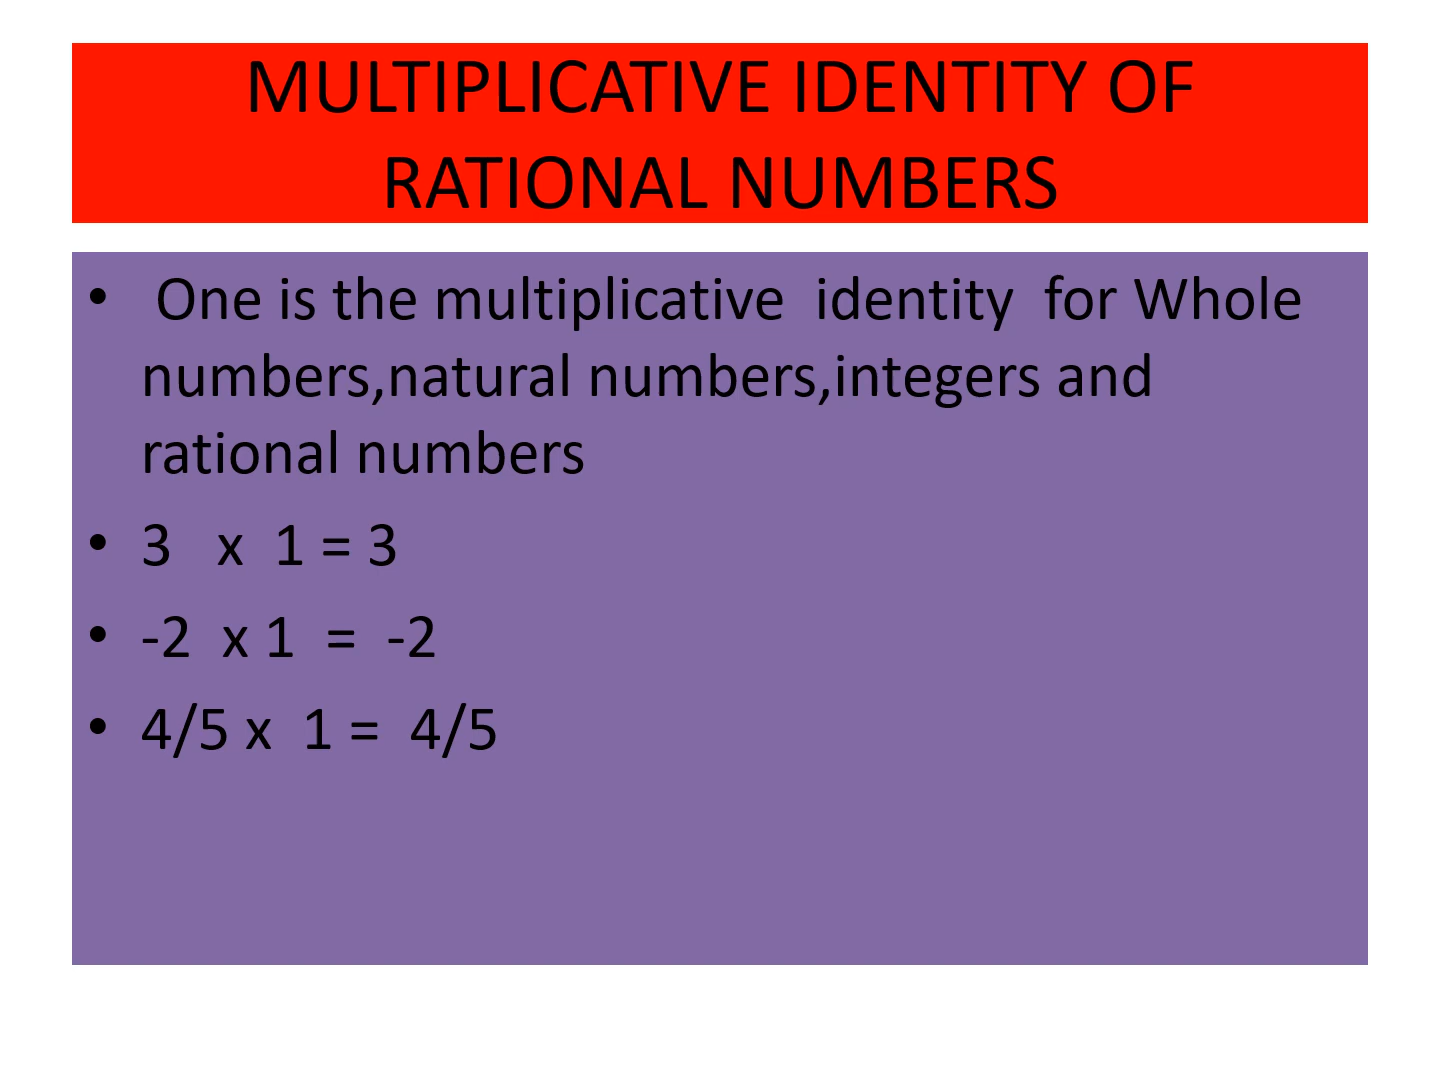 MULTIPLICATIVE IDENTITY OF
RATIONAL NUMBERS
• One is the multiplicative identity for Whole
numbers,natural numbers,integers and
rational numbers
• 3 x 1 = 3
• -2 x 1 = -2
• 4/5 x 1 = 4/5